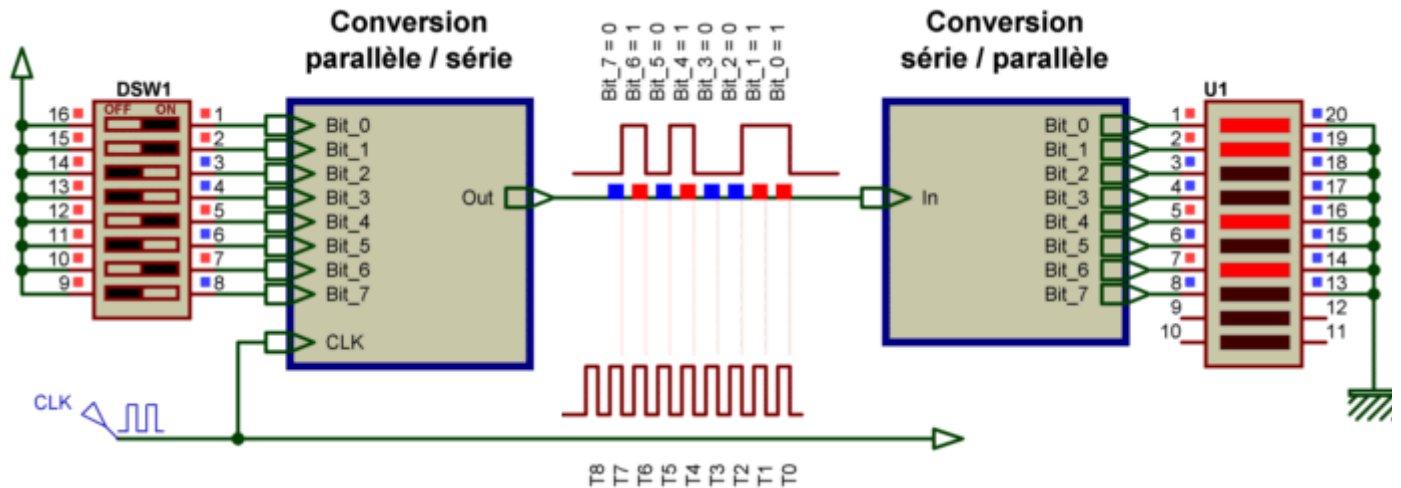 Conversion
parallèle / série
Bit_7 = 0
Bit_6 = 1
Bit_5 = 0
Bit_4 = 1
Bit_3 = 0
Bit_2 = 0
Bit_1 = 1
Bit_0 = 1
Conversion
série / parallèle
DSW1
OFF ON
16 1
15 2
14 3
13 4
12 5
11 6
10 7
9 8
Bit_0
Bit_1
Bit_2
Bit_3
Bit_4
Bit_5
Bit_6
Bit_7
CLK
Out
In
Bit_0
Bit_1
Bit_2
Bit_3
Bit_4
Bit_5
Bit_6
Bit_7
U1
1 20
2 19
3 18
4 17
5 16
6 15
7 14
8 13
9 12
10 11
CLK
T8
T7
T6
T5
T4
T3
T2
T1
T0